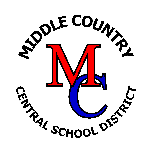 MIDDLE COUNTRY
MC
CENTRAL SCHOOL DISTRICT